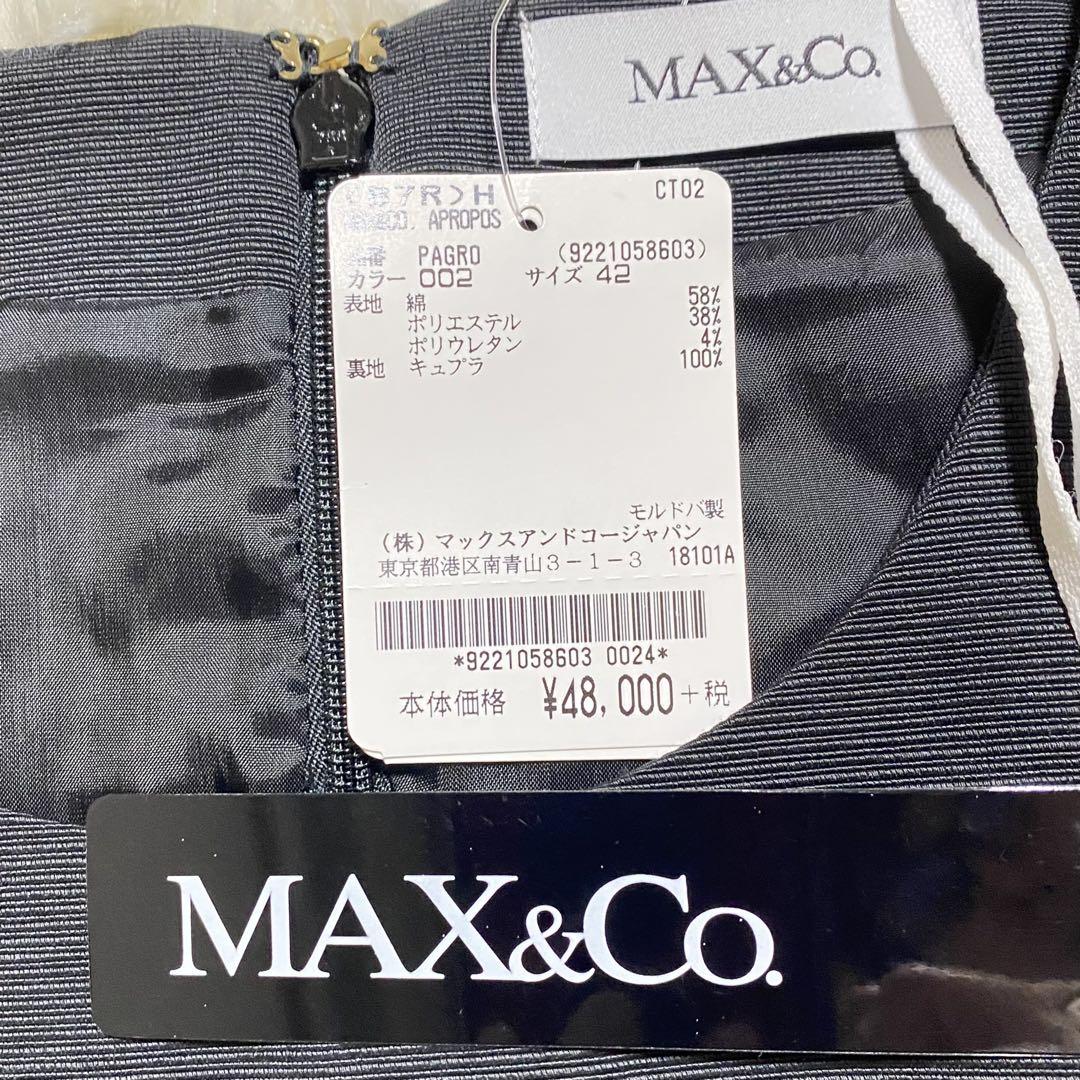 MAX&Co.
CT02
APROPOS
PAGRO (9221058603)
カラー 002 サイズ 42
表地 綿 58%
ポリエステル 38%
ポリウレタン 4%
裏地 キュプラ 100%
モルドバ製
(株)マックスアンドコージャパン
東京都港区南青山3-1-3 18101A
*9221058603 0024*
本体価格 ¥48,000+税
MAX&Co.